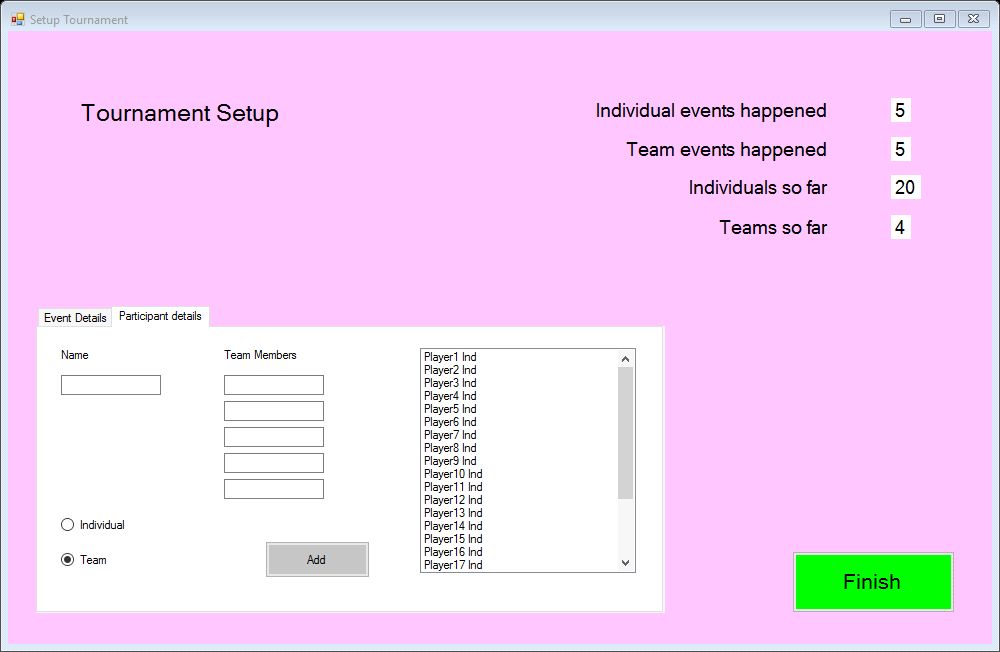 Setup Tournament
Tournament Setup
Individual events happened 5
Team events happened 5
Individuals so far 20
Teams so far 4
Event Details Participant details
Name
Team Members
Individual
Team
Add
Player1 Ind
Player2 Ind
Player3 Ind
Player4 Ind
Player5 Ind
Player6 Ind
Player7 Ind
Player8 Ind
Player9 Ind
Player10 Ind
Player11 Ind
Player12 Ind
Player13 Ind
Player14 Ind
Player15 Ind
Player16 Ind
Player17 Ind
Finish